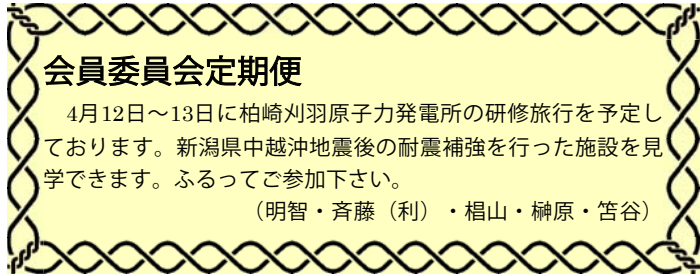 会員委員会定期便
4月12日〜13日に柏崎刈羽原子力発電所の研修旅行を予定し
ております。新潟県中越沖地震後の耐震補強を行った施設を見
学できます。ふるってご参加下さい。
（明智・斉藤（利）・椙山・榊原・笘谷）